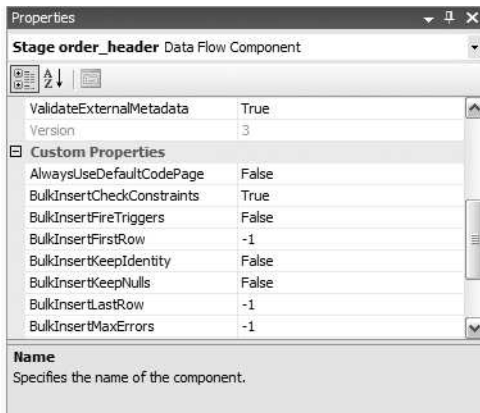 Properties
Stage order_header Data Flow Component
ValidateExternalMetadata True
Version 3
Custom Properties
AlwaysUseDefaultCodePage False
BulkInsertCheckConstraints True
BulkInsertFireTriggers False
BulkInsertFirstRow -1
BulkInsertKeepIdentity False
BulkInsertKeepNulls False
BulkInsertLastRow -1
BulkInsertMaxErrors -1
Name
Specifies the name of the component.